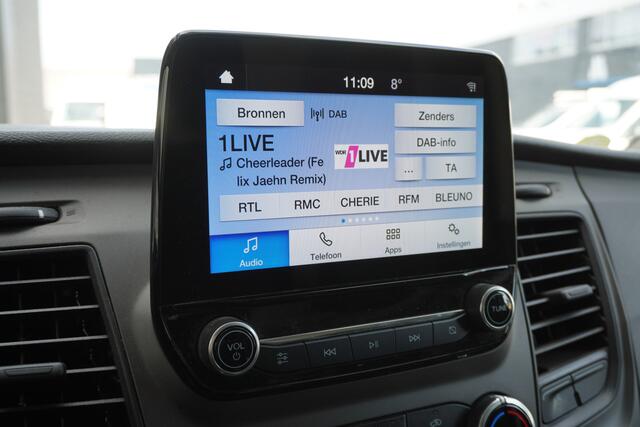 11:09 8°
Bronnen DAB Zenders
1LIVE
DAB-info
WDR 1LIVE
Cheerleader (Fe
lix Jaehn Remix)
... TA
RTL RMC CHERIE RFM BLEUNO
Audio Telefoon Apps Instellingen
VOL TUNE